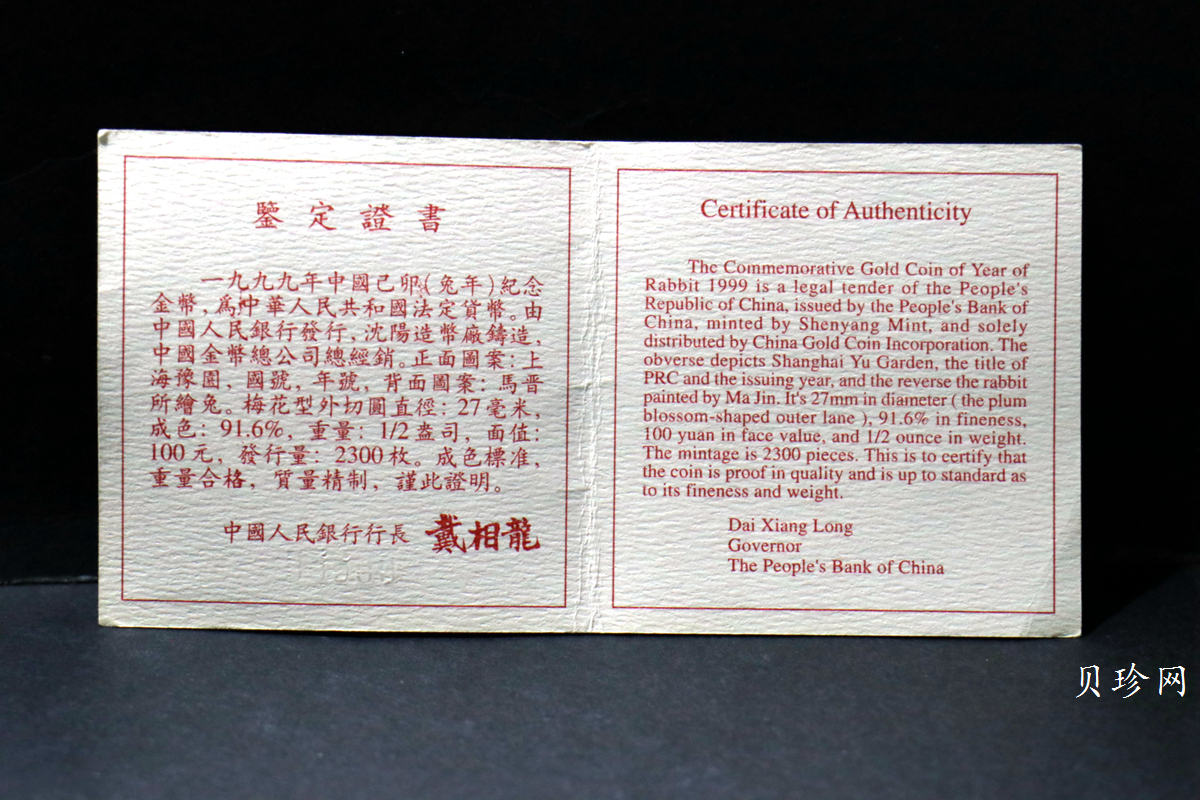 鑒定證書
一九九九年中國己卯(兔年)紀念
金幣，爲中華人民共和國法定貨幣。由
中國人民銀行發行，沈陽造幣廠鑄造，
中國金幣總公司總經銷。正面圖案：上
海豫園，國號，年號，背面圖案：馬晋
所繪兔。梅花型外切圓直徑：27毫米，
成色：91.6%，重量：1/2盎司，面值：
100元，發行量：2300枚。成色標准，
重量合格，質量精制，謹此證明。
中國人民銀行行長 戴相龍
Certificate of Authenticity
The Commemorative Gold Coin of Year of
Rabbit 1999 is a legal tender of the People's
Republic of China, issued by the People's Bank of
China, minted by Shenyang Mint, and solely
distributed by China Gold Coin Incorporation. The
obverse depicts Shanghai Yu Garden, the title of
PRC and the issuing year, and the reverse the rabbit
painted by Ma Jin. It's 27mm in diameter ( the plum
blossom-shaped outer lane ), 91.6% in fineness,
100 yuan in face value, and 1/2 ounce in weight.
The mintage is 2300 pieces. This is to certify that
the coin is proof in quality and is up to standard as
to its fineness and weight.
Dai Xiang Long
Governor
The People's Bank of China
贝珍网